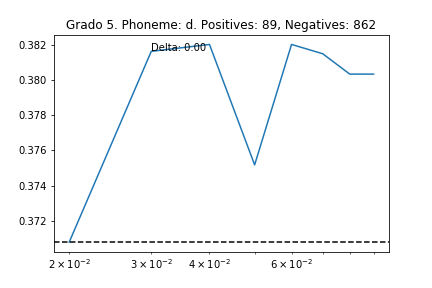 Grado 5. Phoneme: d. Positives: 89, Negatives: 862
Delta: 0.00
0.382
0.380
0.378
0.376
0.374
0.372
2 × 10⁻² 3 × 10⁻² 4 × 10⁻² 6 × 10⁻²